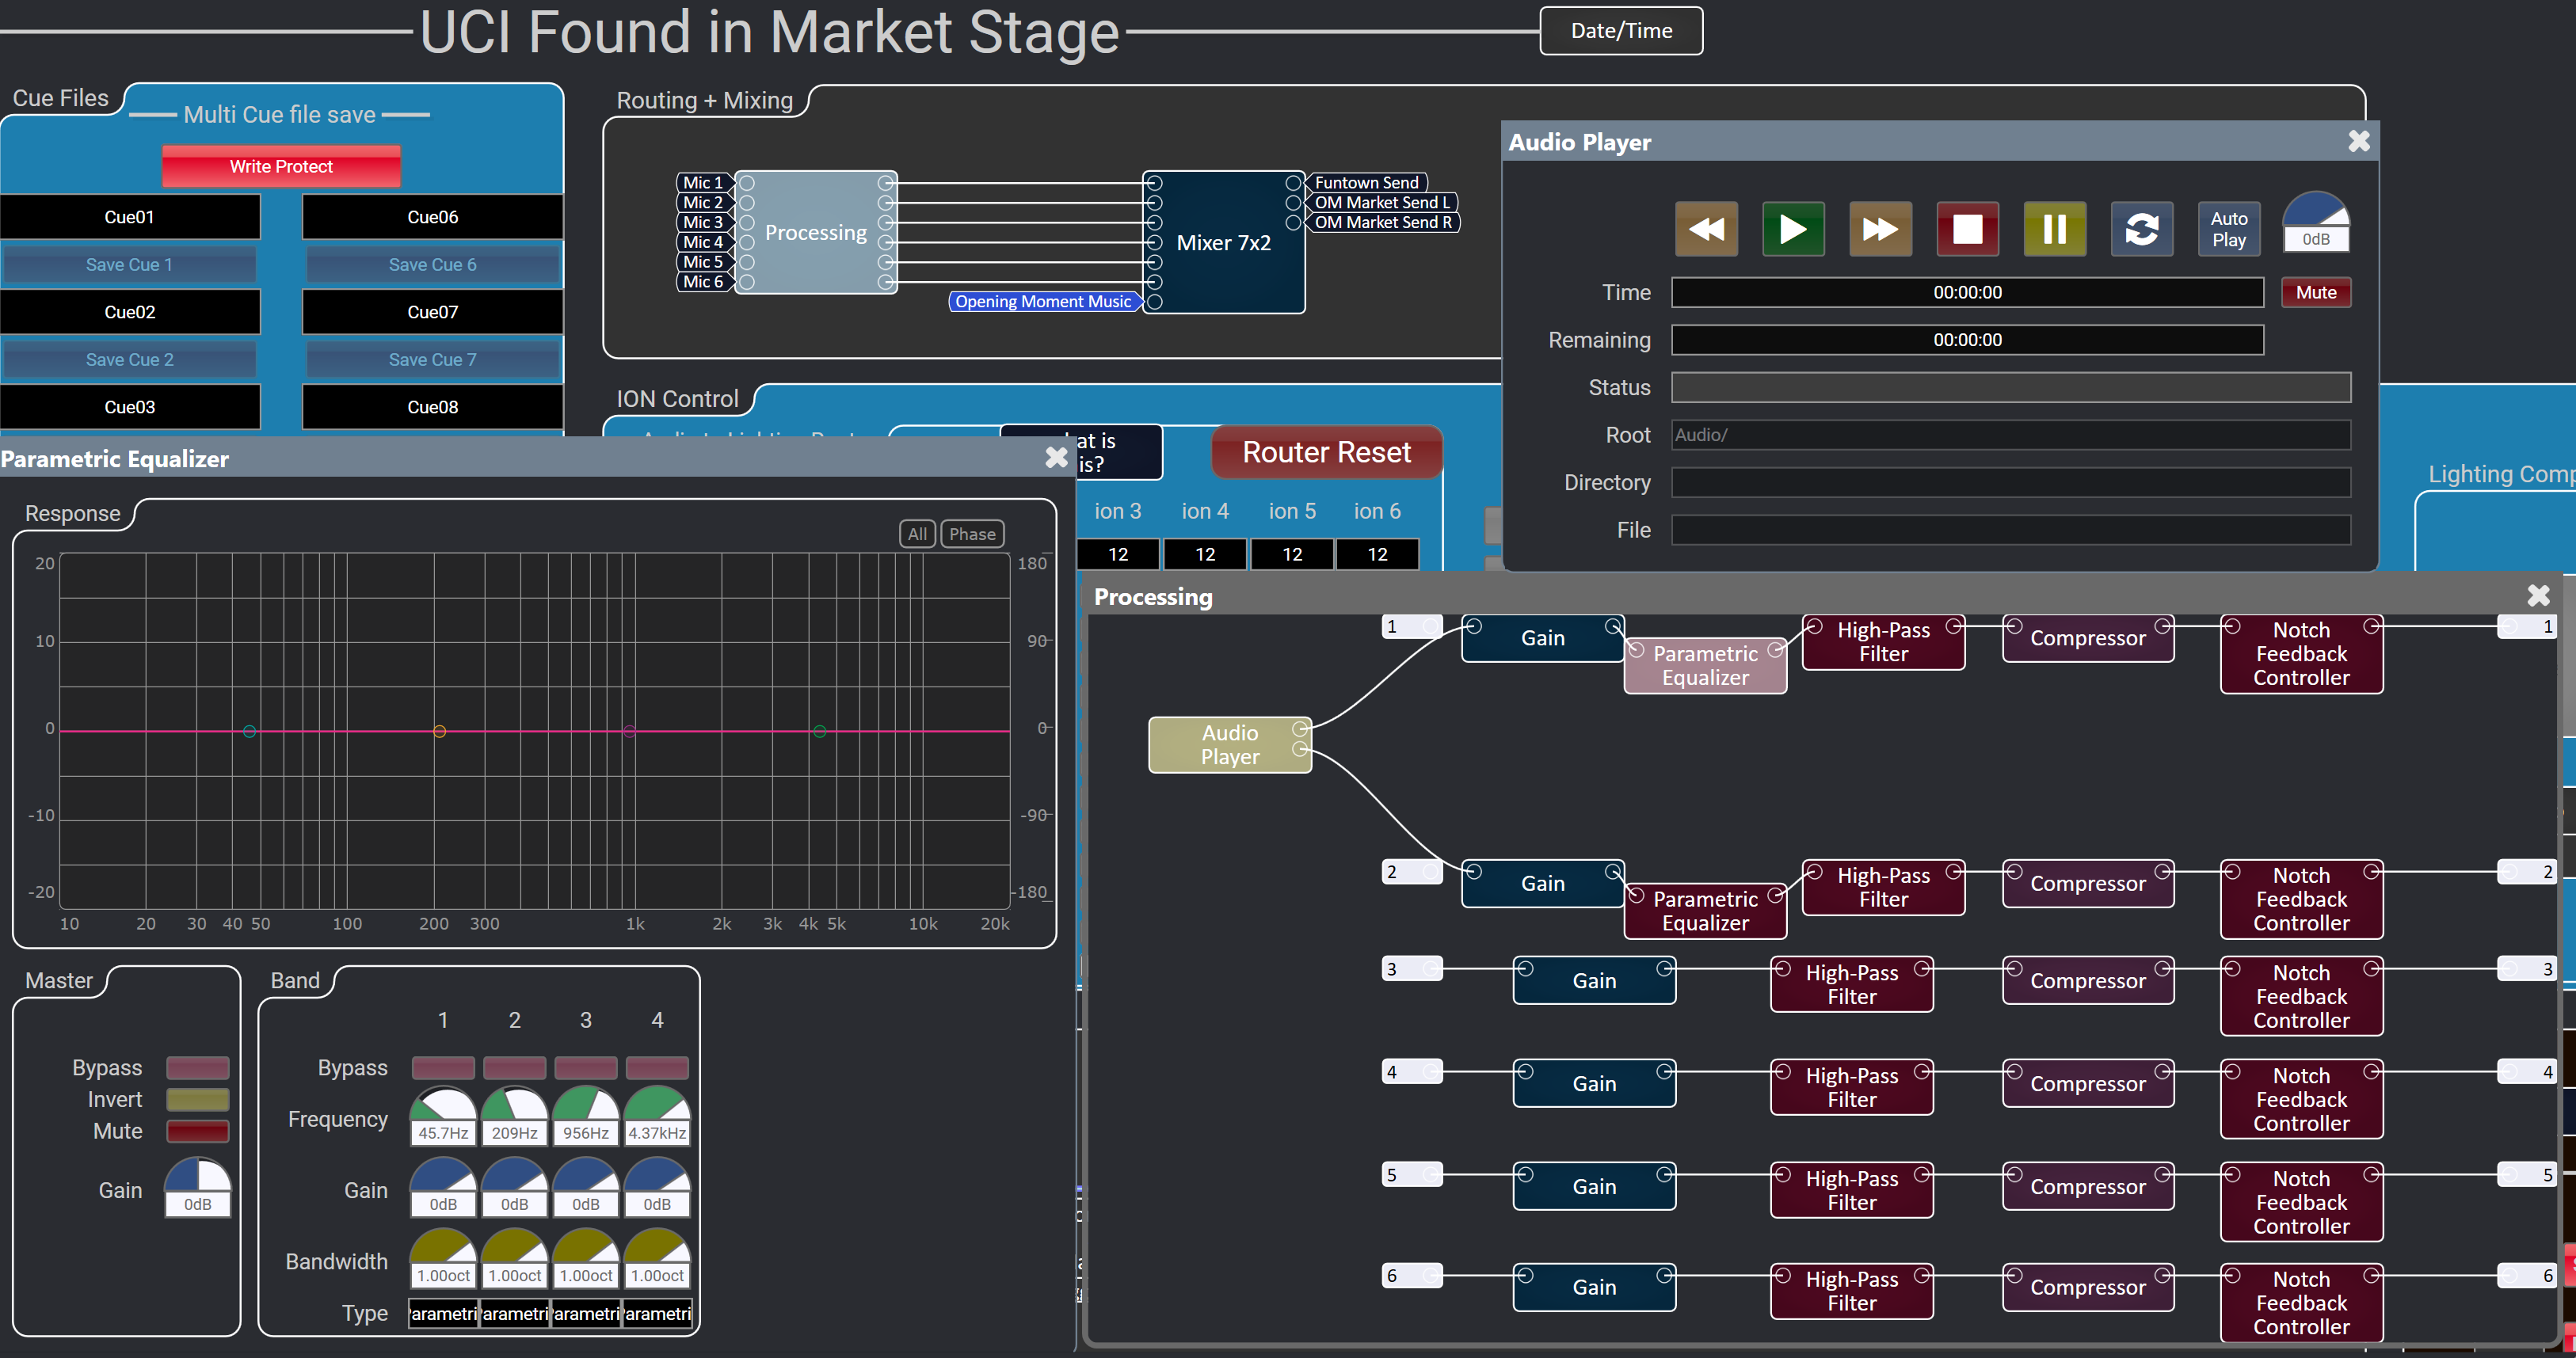 UCI Found in Market Stage
Date/Time
Cue Files
Multi Cue file save
Write Protect
Cue01
Cue06
Save Cue 1
Save Cue 6
Cue02
Cue07
Save Cue 2
Save Cue 7
Cue03
Cue08
Routing + Mixing
Mic 1
Mic 2
Mic 3
Mic 4
Mic 5
Mic 6
Processing
Opening Moment Music
Mixer 7x2
Funtown Send
OM Market Send L
OM Market Send R
ION Control
at is
is?
Router Reset
ion 3
ion 4
ion 5
ion 6
12
12
12
12
Lighting Comp
Audio Player
Auto
Play
0dB
Time
00:00:00
Mute
Remaining
00:00:00
Status
Root
Audio/
Directory
File
Parametric Equalizer
Response
All
Phase
20
10
0
-10
-20
180
90
0
-90
-180
10
20
30
40
50
100
200
300
1k
2k
3k
4k
5k
10k
20k
Master
Bypass
Invert
Mute
Gain
0dB
Band
1
2
3
4
Bypass
Frequency
45.7Hz
209Hz
956Hz
4.37kHz
Gain
0dB
0dB
0dB
0dB
Bandwidth
1.00oct
1.00oct
1.00oct
1.00oct
Type
arametri
arametri
arametri
arametri
Processing
Audio
Player
1
Gain
Parametric
Equalizer
High-Pass
Filter
Compressor
Notch
Feedback
Controller
1
2
Gain
Parametric
Equalizer
High-Pass
Filter
Compressor
Notch
Feedback
Controller
2
3
Gain
High-Pass
Filter
Compressor
Notch
Feedback
Controller
3
4
Gain
High-Pass
Filter
Compressor
Notch
Feedback
Controller
4
5
Gain
High-Pass
Filter
Compressor
Notch
Feedback
Controller
5
6
Gain
High-Pass
Filter
Compressor
Notch
Feedback
Controller
6